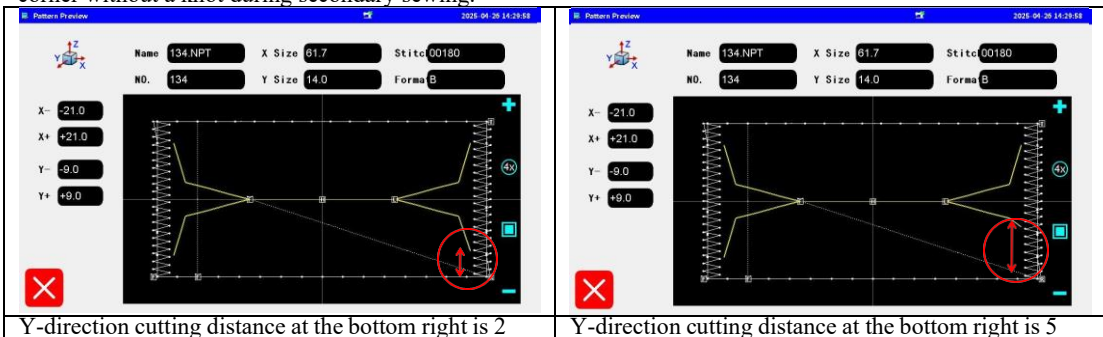 corner without a knot during secondary sewing.
Pattern Preview
2025-04-26 14:29:58
Name 134.NPT X Size 61.7 Stitc 00180
NO. 134 Y Size 14.0 Forma B
X- -21.0
X+ +21.0
Y- -9.0
Y+ +9.0
4x
Y-direction cutting distance at the bottom right is 2
Pattern Preview
2025-04-26 14:29:58
Name 134.NPT X Size 61.7 Stitc 00180
NO. 134 Y Size 14.0 Forma B
X- -21.0
X+ +21.0
Y- -9.0
Y+ +9.0
4x
Y-direction cutting distance at the bottom right is 5